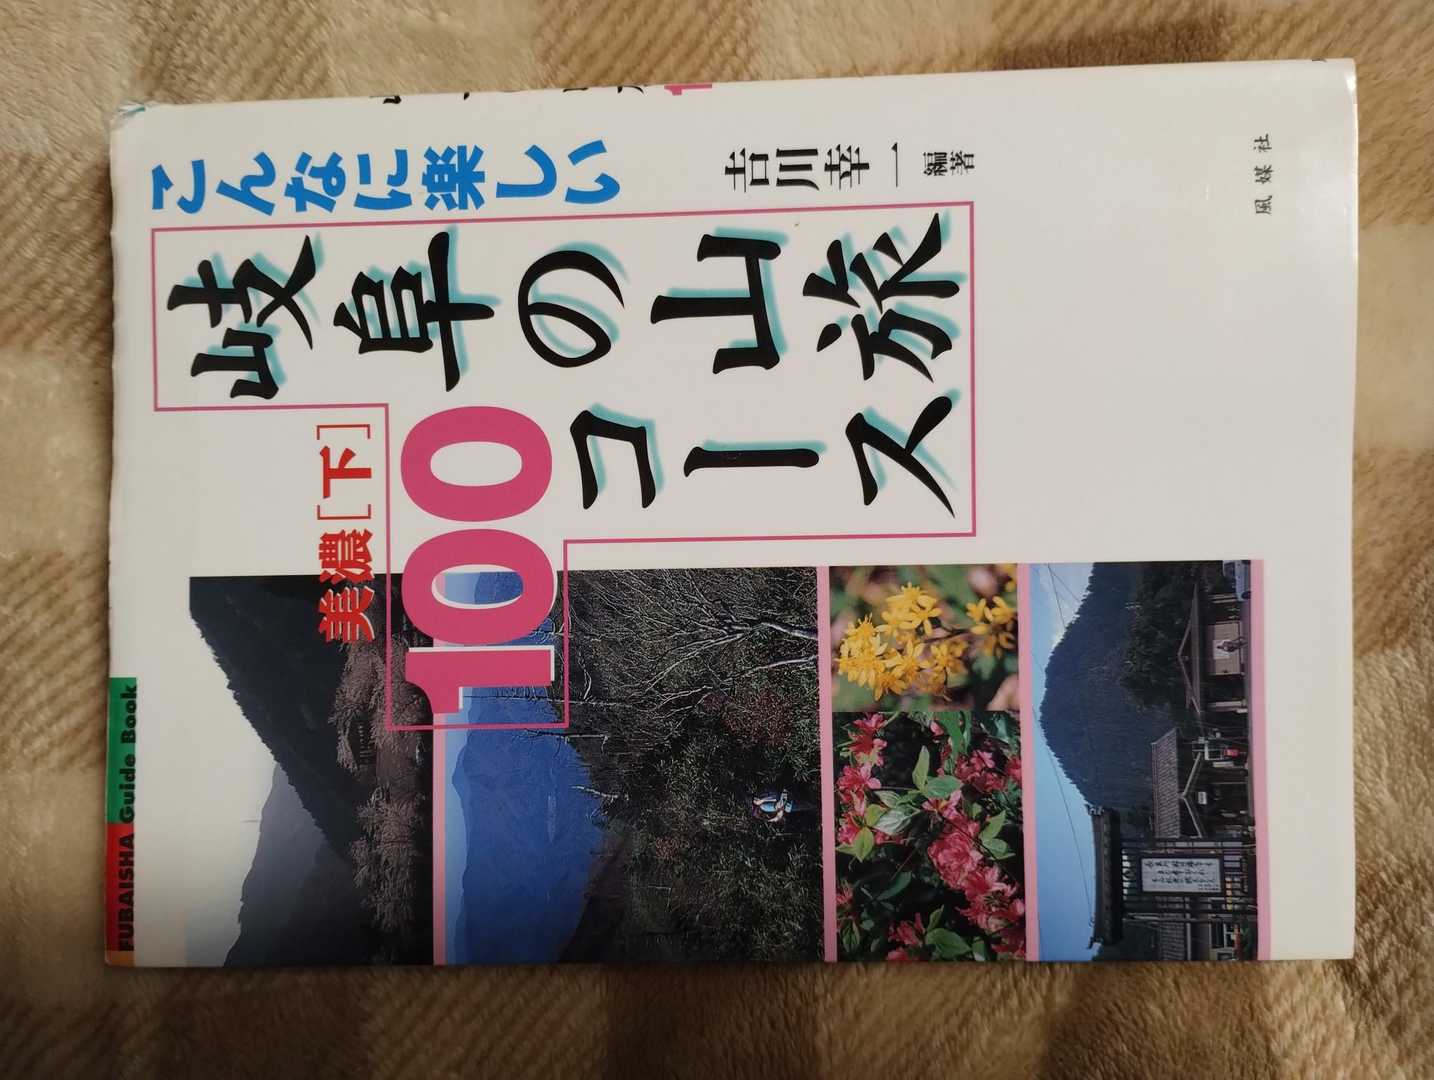 FUBAISHA Guide Book
こんなに楽しい
岐阜の山旅
100コース
美濃[下]
吉川幸一 編著
風媒社